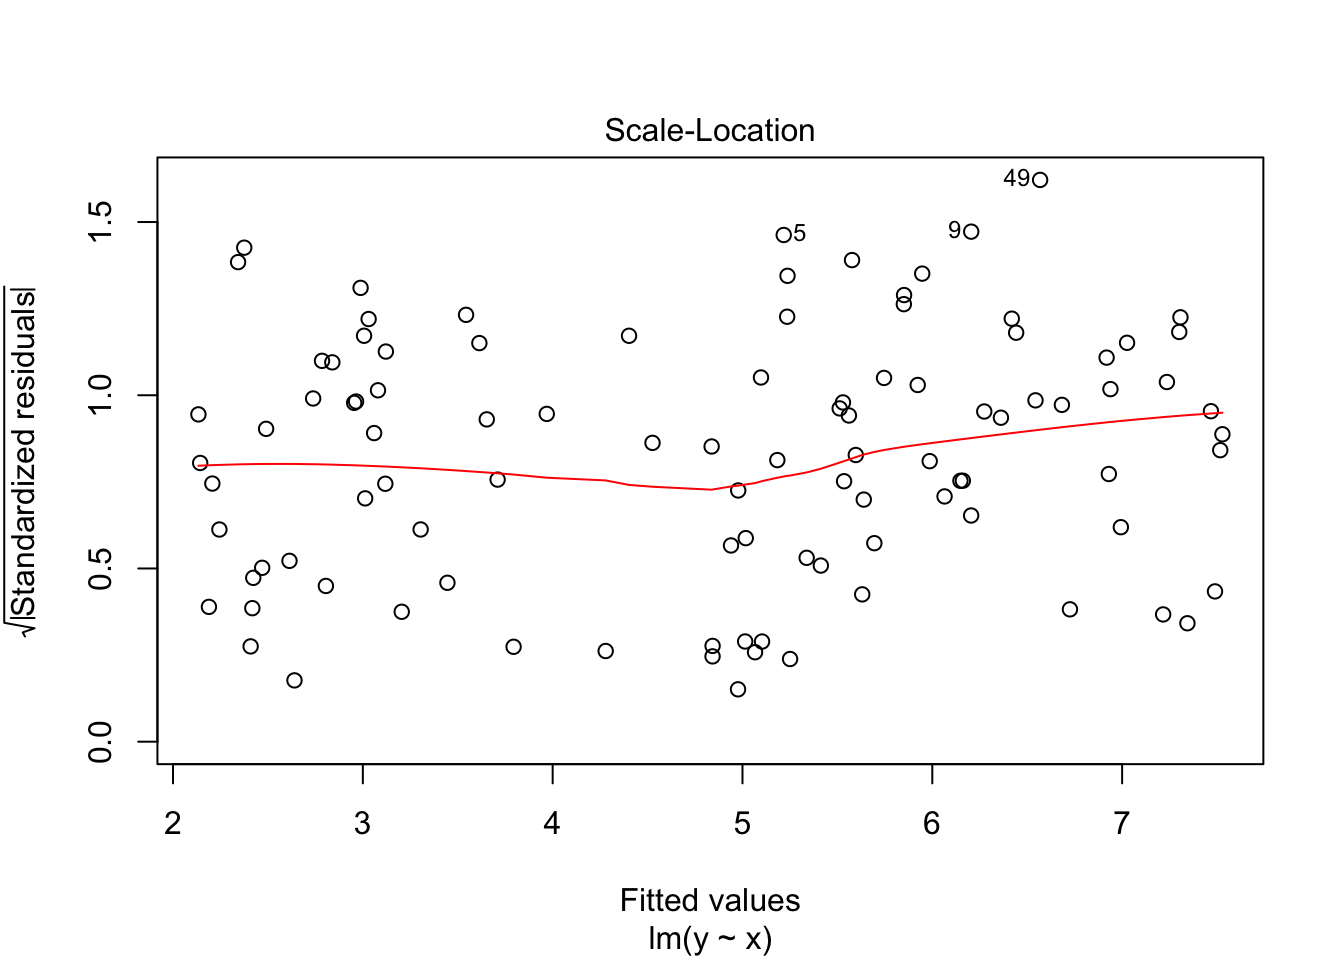 Scale-Location
√|Standardized residuals|
1.5
1.0
0.5
0.0
49
9
5
2 3 4 5 6 7
Fitted values
lm(y ~ x)